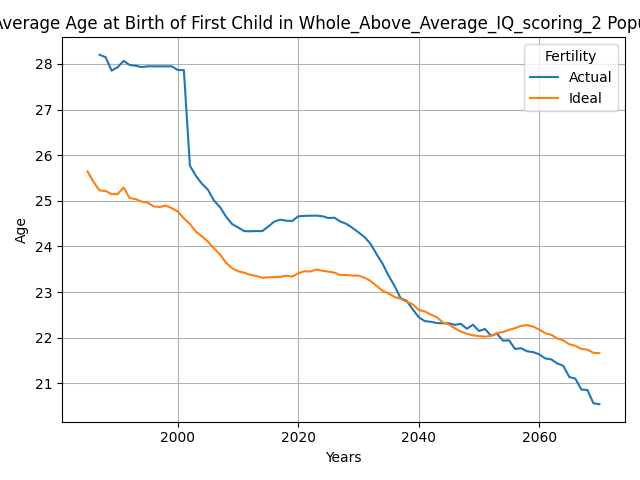 Average Age at Birth of First Child in Whole_Above_Average_IQ_scoring_2 Popu
Fertility
Actual
Ideal
28
27
26
25
24
23
22
21
Age
2000
2020
2040
2060
Years